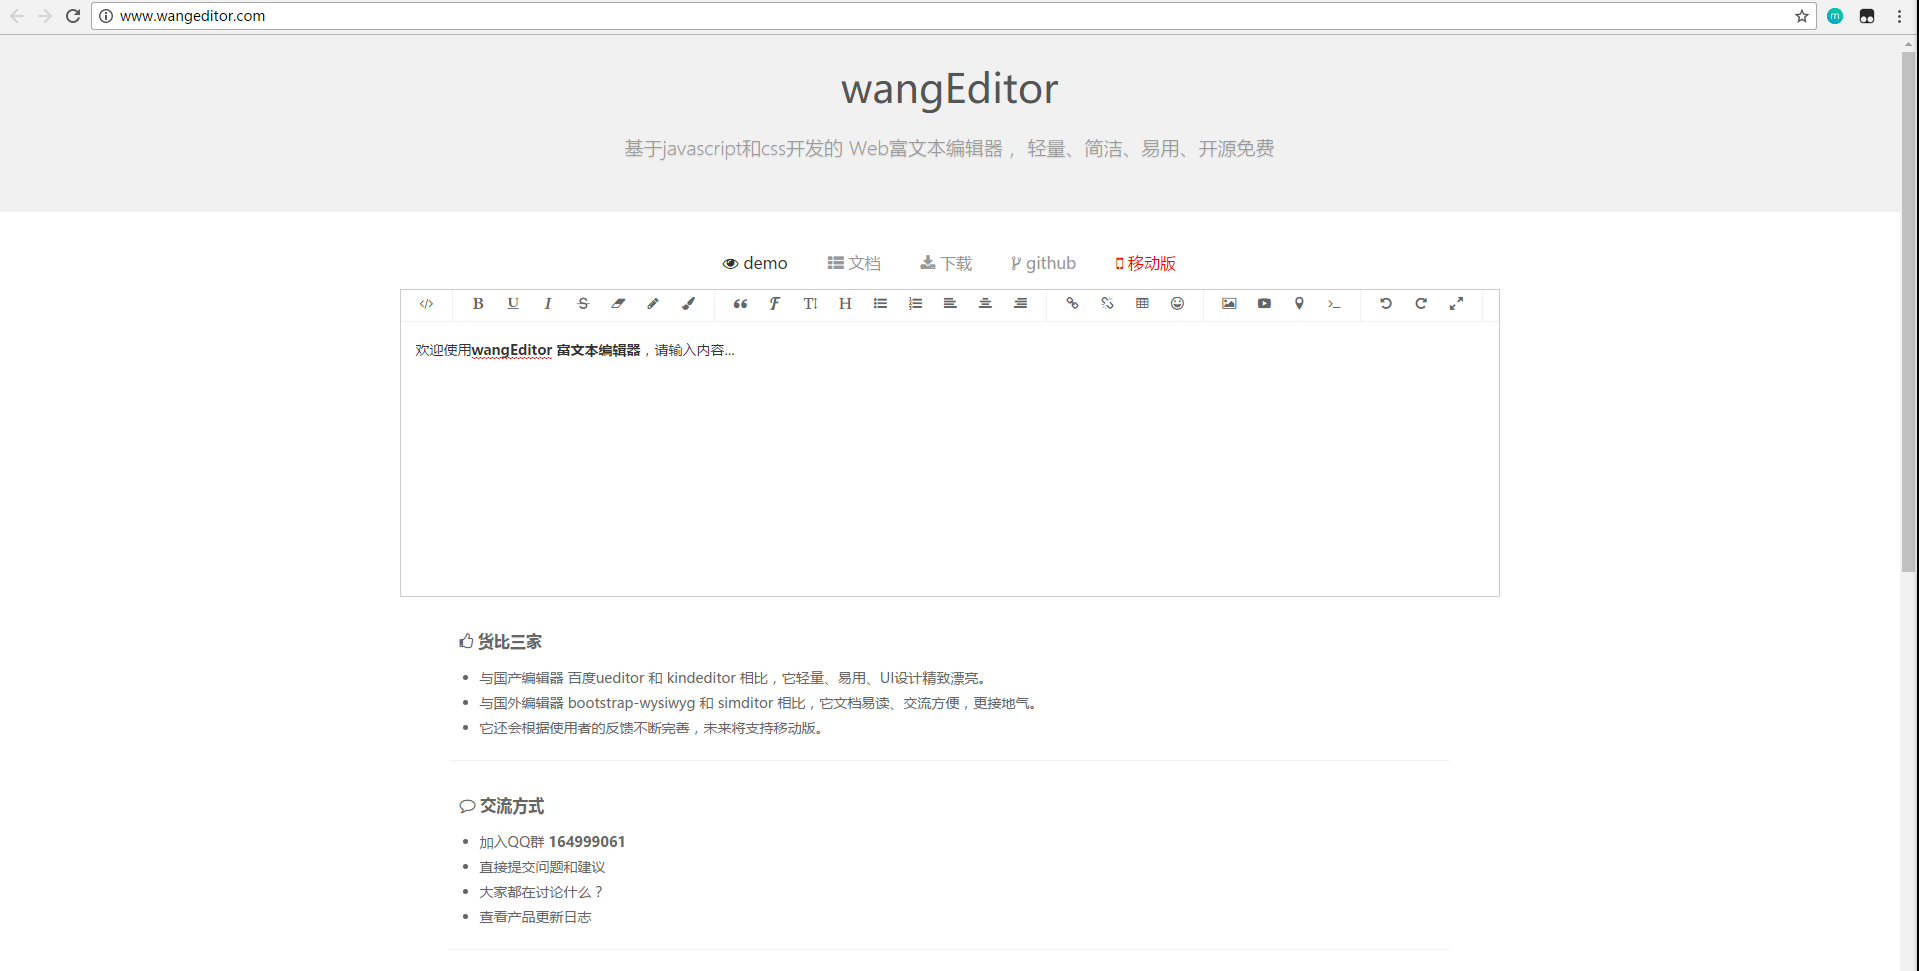 www.wangeditor.com
wangEditor
基于javascript和css开发的 Web富文本编辑器， 轻量、简洁、易用、开源免费
demo 文档 下载 github 移动版
欢迎使用wangEditor 富文本编辑器，请输入内容...
货比三家
与国产编辑器 百度ueditor 和 kindeditor 相比，它轻量、易用、UI设计精致漂亮。
与国外编辑器 bootstrap-wysiwyg 和 simditor 相比，它文档易读、交流方便，更接地气。
它还会根据使用者的反馈不断完善，未来将支持移动版。
交流方式
加入QQ群 164999061
直接提交问题和建议
大家都在讨论什么？
查看产品更新日志